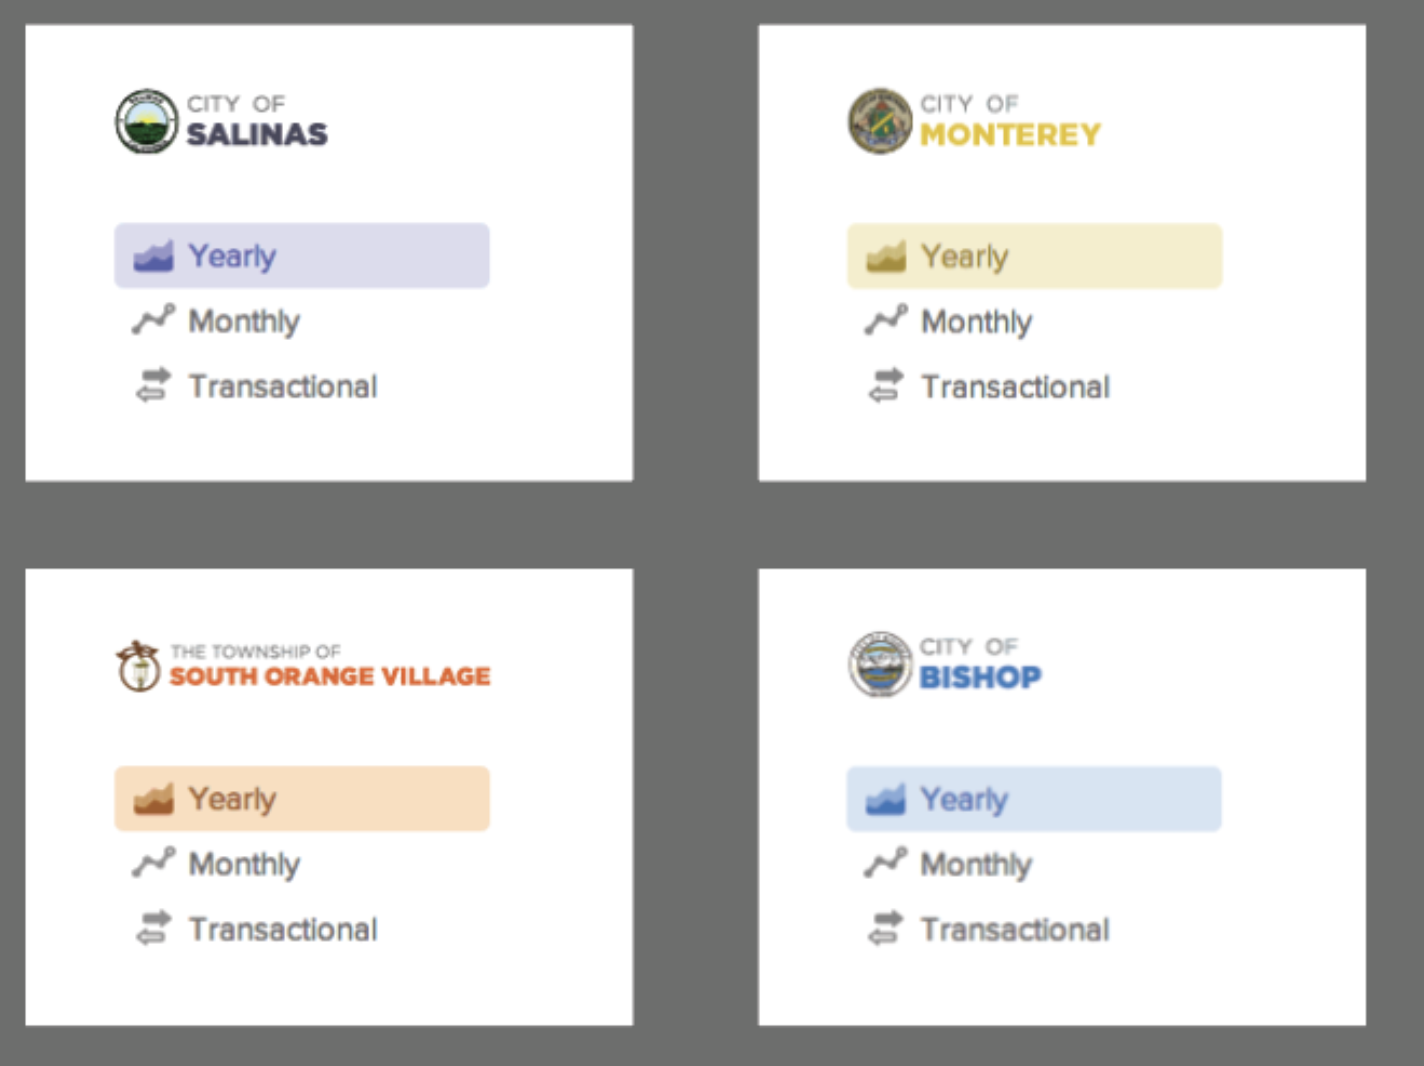 CITY OF
SALINAS
Yearly
Monthly
Transactional
CITY OF
MONTEREY
Yearly
Monthly
Transactional
THE TOWNSHIP OF
SOUTH ORANGE VILLAGE
Yearly
Monthly
Transactional
CITY OF
BISHOP
Yearly
Monthly
Transactional